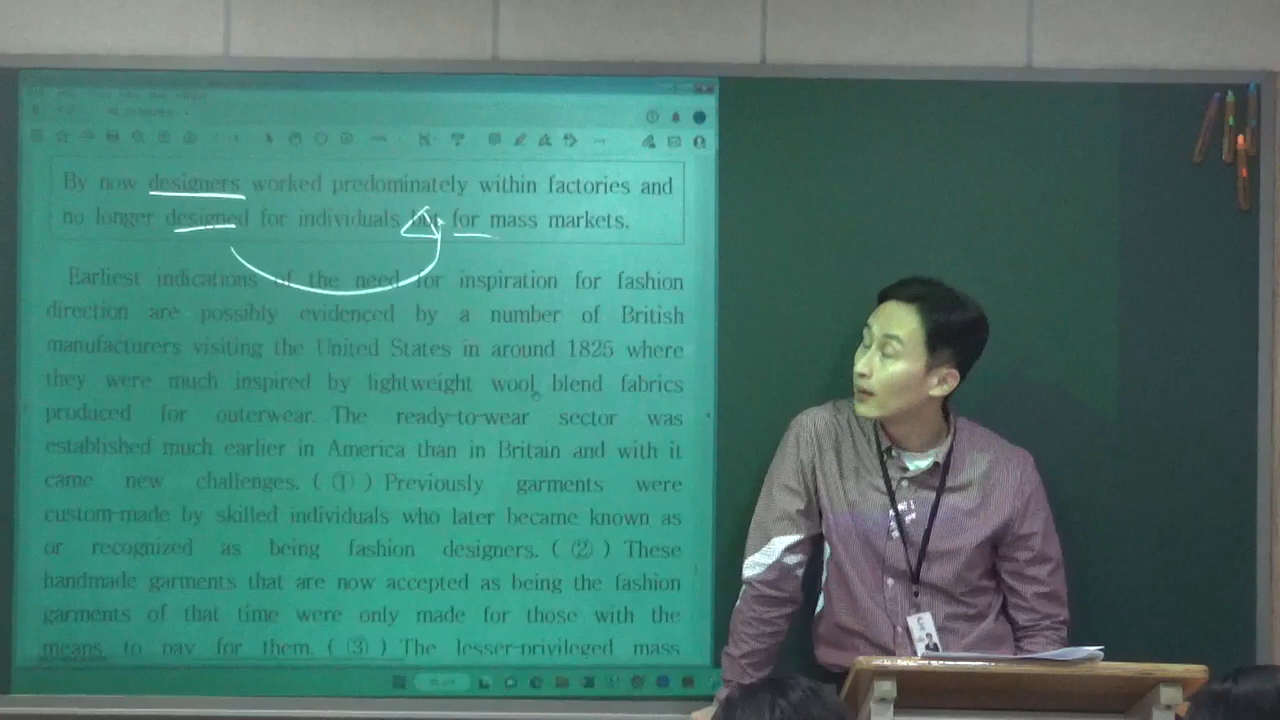 By now designers worked predominately within factories and
no longer designed for individuals but for mass markets.
Earliest indications of the need for inspiration for fashion
direction are possibly evidenced by a number of British
manufacturers visiting the United States in around 1825 where
they were much inspired by lightweight wool blend fabrics
produced for outerwear. The ready-to-wear sector was
established much earlier in America than in Britain and with it
came new challenges. ( ① ) Previously garments were
custom-made by skilled individuals who later became known as
or recognized as being fashion designers. ( ② ) These
handmade garments that are now accepted as being the fashion
garments of that time were only made for those with the
means to pay for them. ( ③ ) The lesser-privileged mass